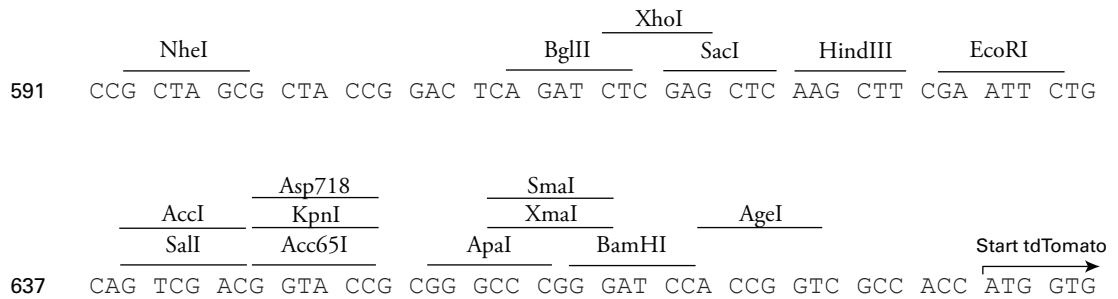 XhoI
NheI BglII SacI HindIII EcoRI
591 CCG CTA GCG CTA CCG GAC TCA GAT CTC GAG CTC AAG CTT CGA ATT CTG
Asp718 SmaI
AccI KpnI XmaI AgeI
SalI Acc65I ApaI BamHI Start tdTomato
637 CAG TCG ACG GTA CCG CGG GCC CGG GAT CCA CCG GTC GCC ACC ATG GTG